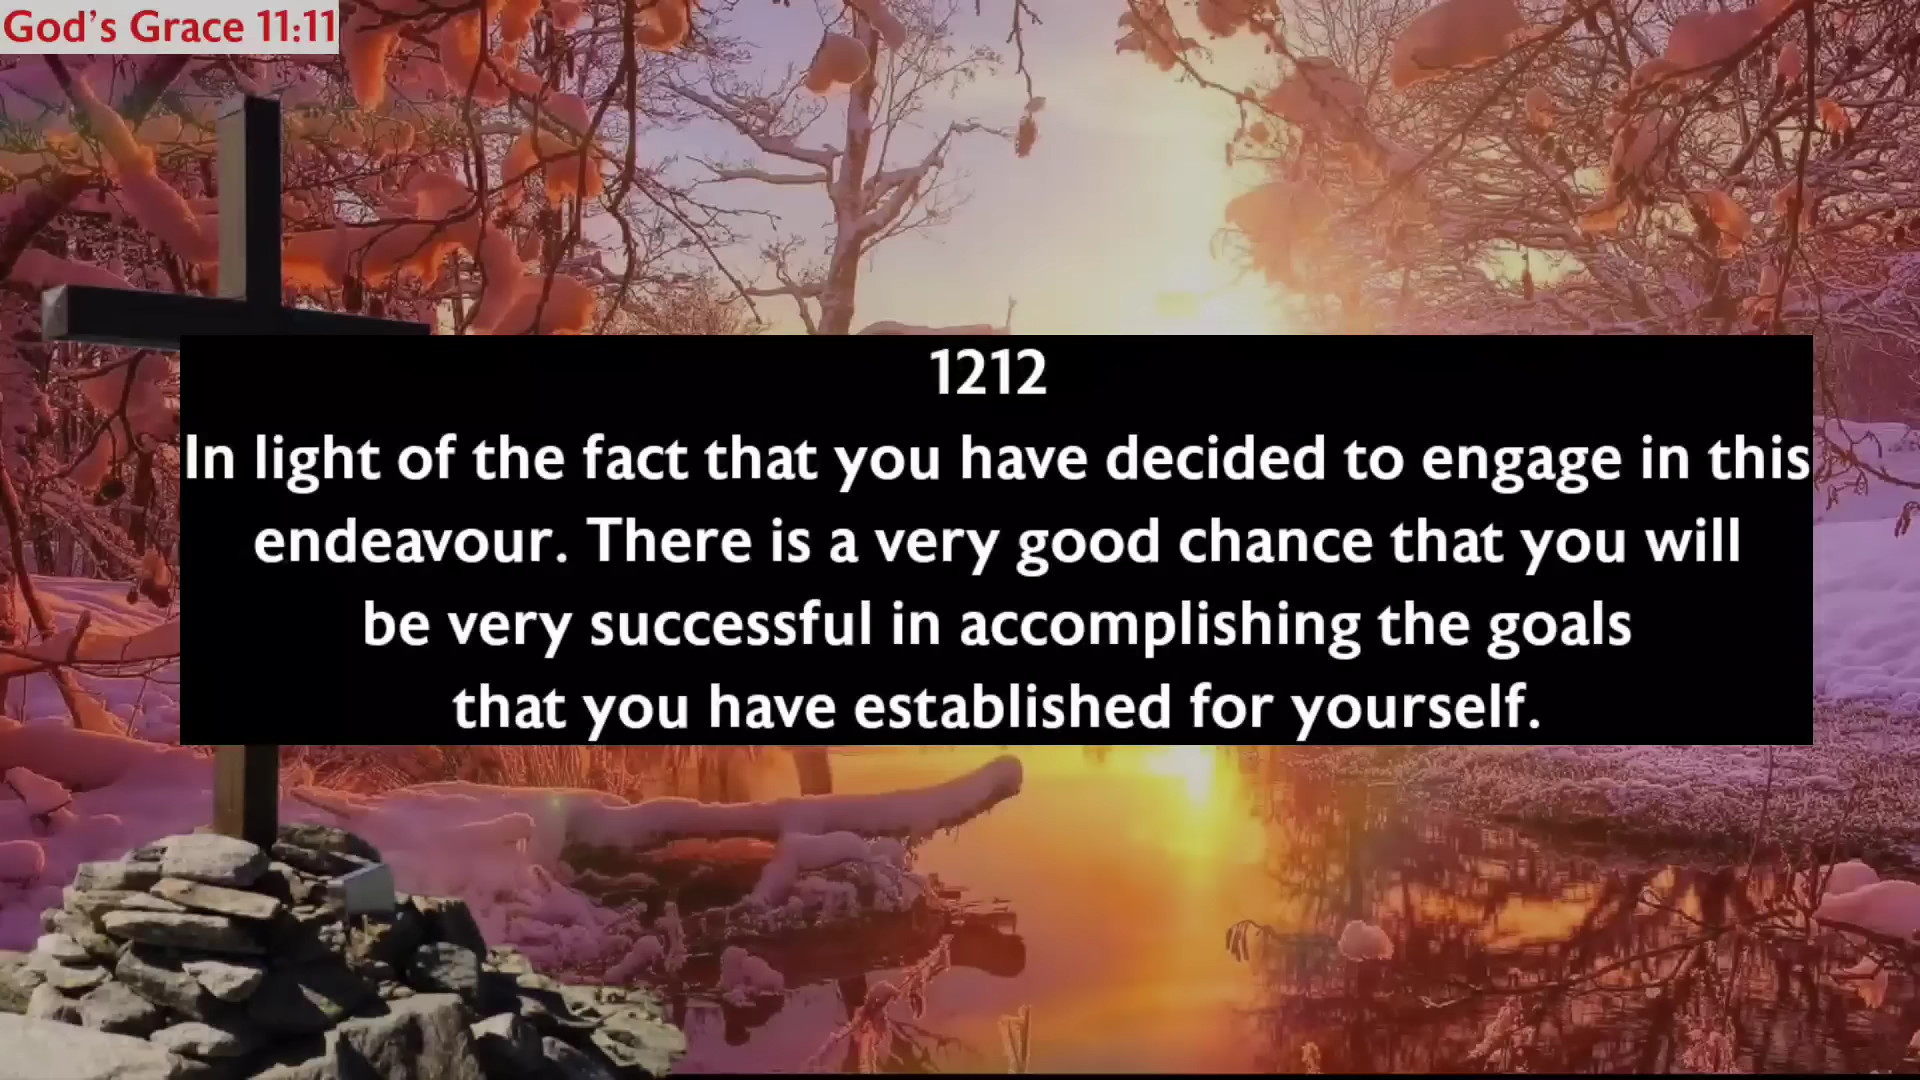 God's Grace 11:11
1212
In light of the fact that you have decided to engage in this
endeavour. There is a very good chance that you will
be very successful in accomplishing the goals
that you have established for yourself.